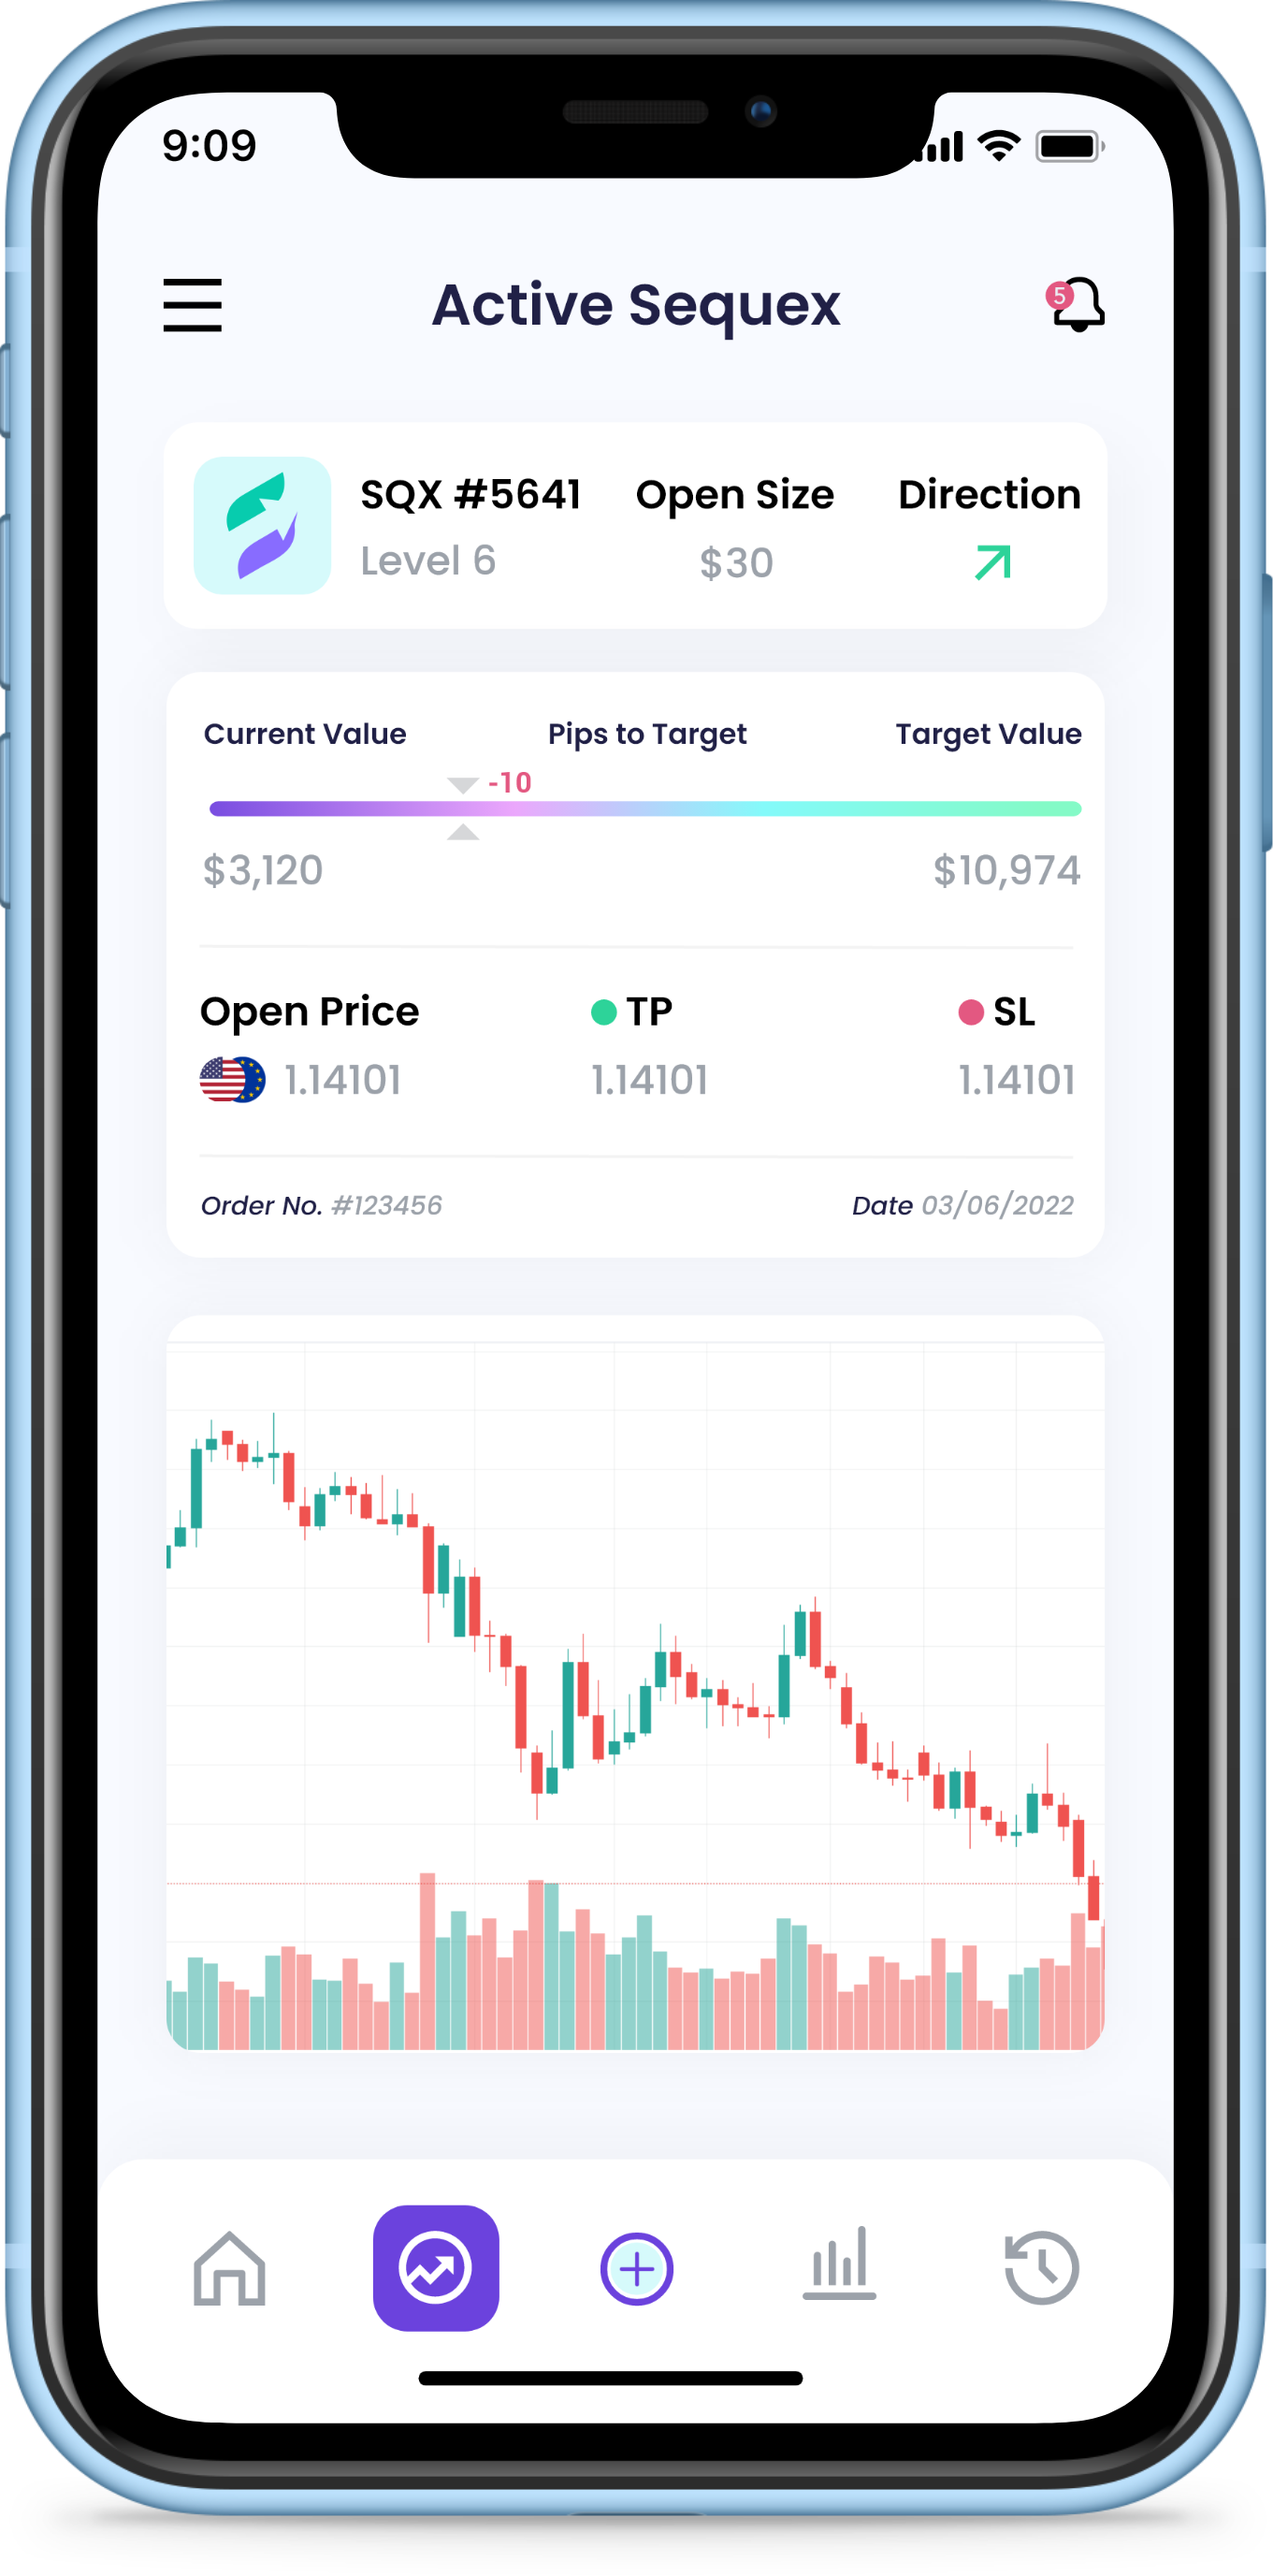 9:09
Active Sequex
5
SQX #5641 Open Size Direction
Level 6 $30
Current Value Pips to Target Target Value
-10
$3,120 $10,974
Open Price TP SL
1.14101 1.14101 1.14101
Order No. #123456 Date 03/06/2022